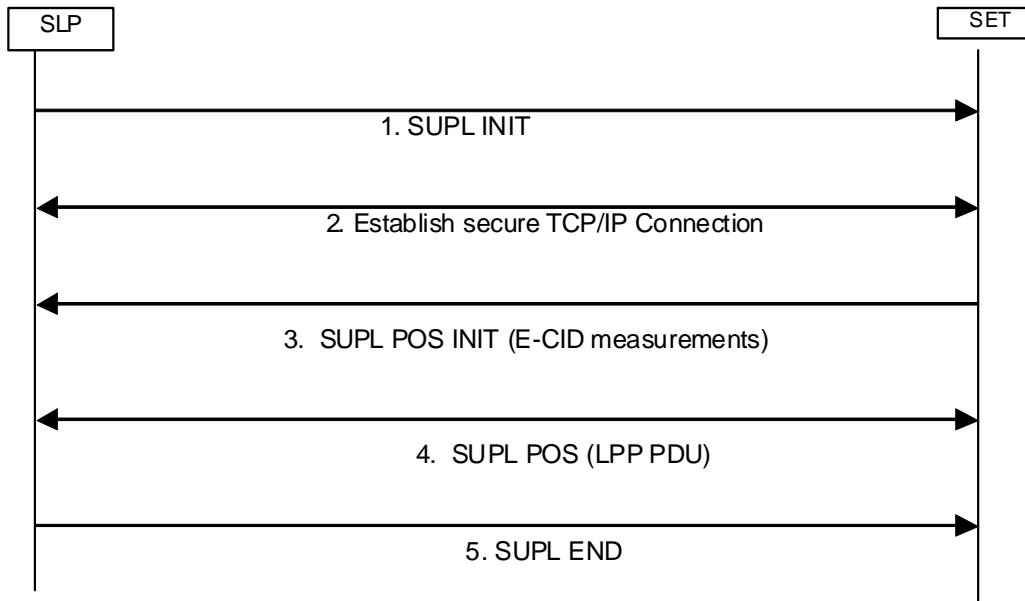 SLP
SET
1. SUPL INIT
2. Establish secure TCP/IP Connection
3. SUPL POS INIT (E-CID measurements)
4. SUPL POS (LPP PDU)
5. SUPL END